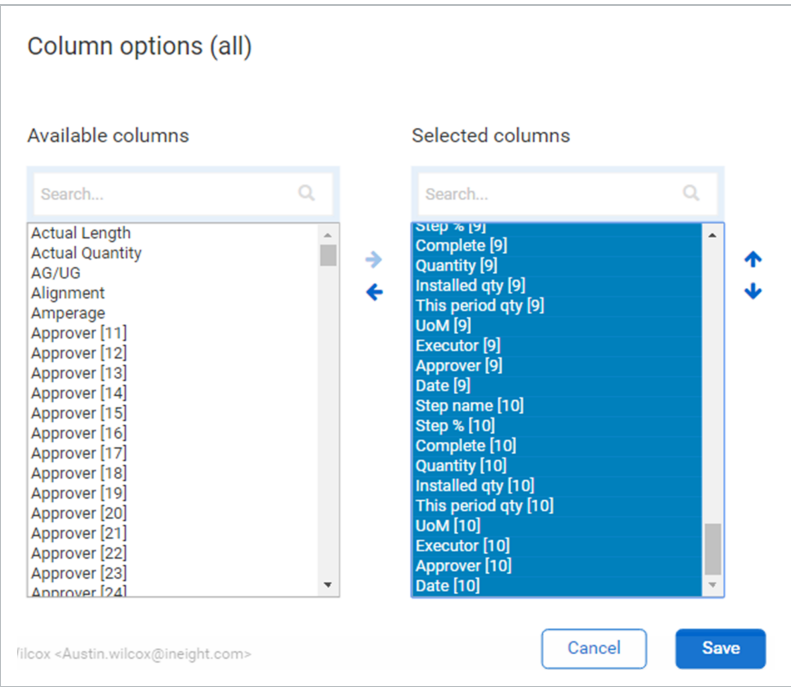 Column options (all)
Available columns
Search...
Actual Length
Actual Quantity
AG/UG
Alignment
Amperage
Approver [11]
Approver [12]
Approver [13]
Approver [14]
Approver [15]
Approver [16]
Approver [17]
Approver [18]
Approver [19]
Approver [20]
Approver [21]
Approver [22]
Approver [23]
Approver [24]
Selected columns
Search...
Step % [9]
Complete [9]
Quantity [9]
Installed qty [9]
This period qty [9]
UoM [9]
Executor [9]
Approver [9]
Date [9]
Step name [10]
Step % [10]
Complete [10]
Quantity [10]
Installed qty [10]
This period qty [10]
UoM [10]
Executor [10]
Approver [10]
Date [10]
<Austin.wilcox@ineight.com>
Cancel
Save